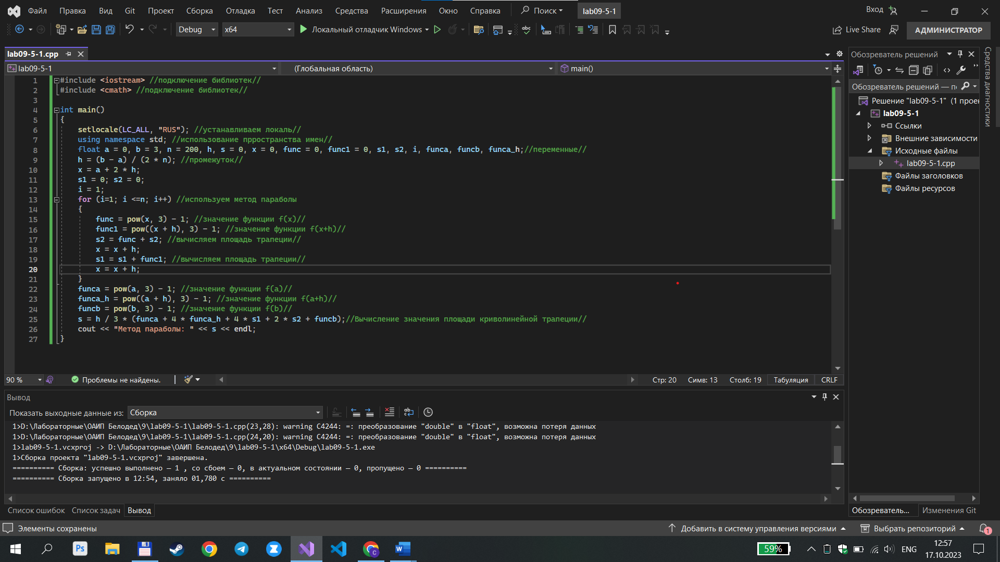 Файл Правка Вид Git Проект Сборка Отладка Тест Анализ Средства Расширения Окно Справка Поиск lab09-5-1 Вход
Debug x64 Локальный отладчик Windows Live Share АДМИНИСТРАТОР
lab09-5-1.cpp
lab09-5-1 (Глобальная область) main()
1 #include <iostream> //подключение библиотек//
2 #include <cmath> //подключение библиотек//
3
4 int main()
5 {
6 setlocale(LC_ALL, "RUS"); //устанавливаем локаль//
7 using namespace std; //использование прространства имен//
8 float a = 0, b = 3, n = 200, h, s = 0, x = 0, func = 0, func1 = 0, s1, s2, i, funca, funcb, funca_h;//переменные//
9 h = (b - a) / (2 * n); //промежуток//
10 x = a + 2 * h;
11 s1 = 0; s2 = 0;
12 i = 1;
13 for (i=1; i <=n; i++) //используем метод параболы
14 {
15 func = pow(x, 3) - 1; //значение функции f(x)//
16 func1 = pow((x + h), 3) - 1; //значение функции f(x+h)//
17 s2 = func + s2; //вычисляем площадь трапеции//
18 x = x + h;
19 s1 = s1 + func1; //вычисляем площадь трапеции//
20 x = x + h;
21 }
22 funca = pow(a, 3) - 1; //значение функции f(a)//
23 funca_h = pow((a + h), 3) - 1; //значение функции f(a+h)//
24 funcb = pow(b, 3) - 1; //значение функции f(b)//
25 s = h / 3 * (funca + 4 * funca_h + 4 * s1 + 2 * s2 + funcb);//Вычисление значения площади криволинейной трапеции//
26 cout << "Метод параболы: " << s << endl;
27 }
90 % Проблемы не найдены. Стр: 20 Симв: 13 Столб: 19 Табуляция CRLF
Вывод
Показать выходные данные из: Сборка
1>D:\Лабораторные\ОАИП Белодед\9\lab09-5-1\lab09-5-1.cpp(23,28): warning C4244: =: преобразование "double" в "float", возможна потеря данных
1>D:\Лабораторные\ОАИП Белодед\9\lab09-5-1\lab09-5-1.cpp(24,20): warning C4244: =: преобразование "double" в "float", возможна потеря данных
1>lab09-5-1.vcxproj -> D:\Лабораторные\ОАИП Белодед\9\lab09-5-1\x64\Debug\lab09-5-1.exe
1>Сборка проекта "lab09-5-1.vcxproj" завершена.
========== Сборка: успешно выполнено — 1 , со сбоем — 0, в актуальном состоянии — 0, пропущено — 0 ==========
========== Сборка запущено в 12:54, заняло 01,780 с ==========
Список ошибок Список задач Вывод
Обозреватель решений
Обозреватель решений — п
Решение "lab09-5-1" (1 проек
lab09-5-1
Ссылки
Внешние зависимости
Исходные файлы
lab09-5-1.cpp
Файлы заголовков
Файлы ресурсов
Обозреватель... Изменения Git
Средства диагностики
Элементы сохранены Добавить в систему управления версиями Выбрать репозиторий 1
Ps 59% ENG 12:57
17.10.2023